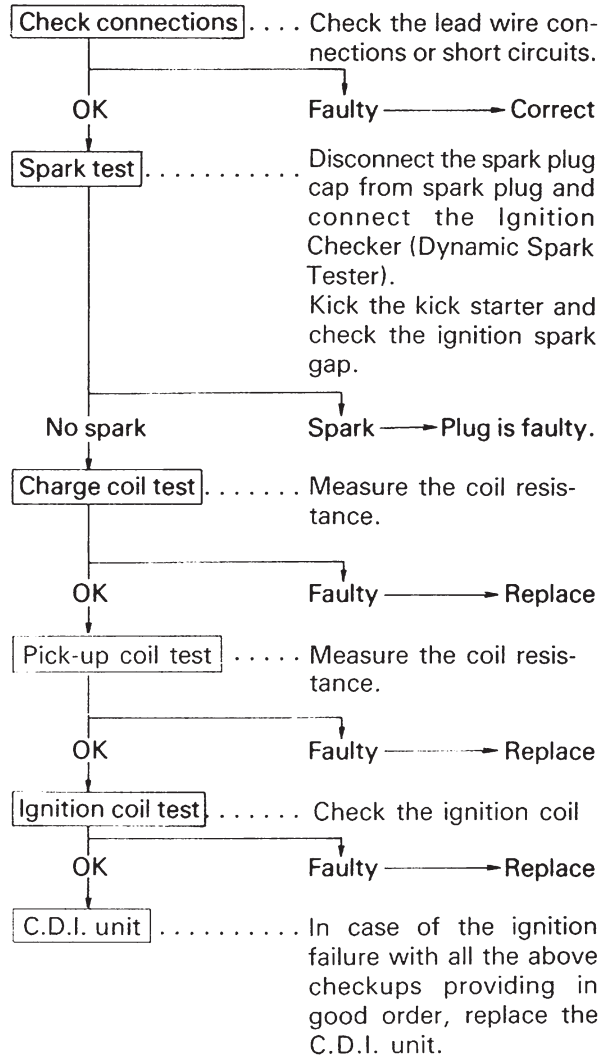 Check connections .... Check the lead wire con-
nections or short circuits.
OK Faulty Correct
Spark test ........... Disconnect the spark plug
cap from spark plug and
connect the Ignition
Checker (Dynamic Spark
Tester).
Kick the kick starter and
check the ignition spark
gap.
No spark Spark Plug is faulty.
Charge coil test ....... Measure the coil resis-
tance.
OK Faulty Replace
Pick-up coil test ..... Measure the coil resis-
tance.
OK Faulty Replace
Ignition coil test ....... Check the ignition coil
OK Faulty Replace
C.D.I. unit .......... In case of the ignition
failure with all the above
checkups providing in
good order, replace the
C.D.I. unit.